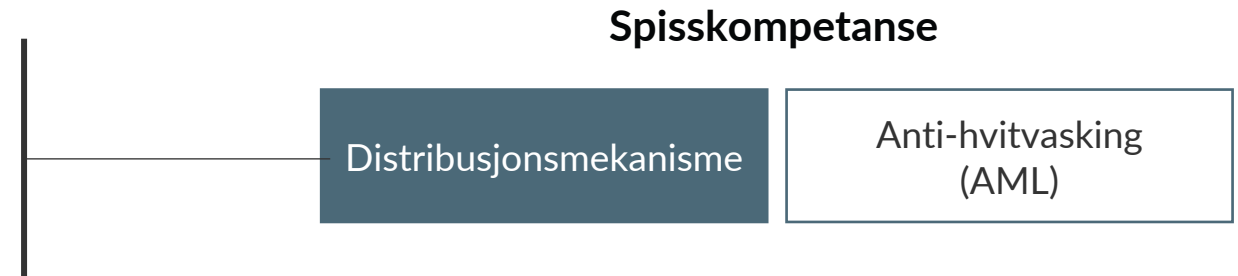 Spisskompetanse
Distribusjonsmekanisme
Anti-hvitvasking
(AML)